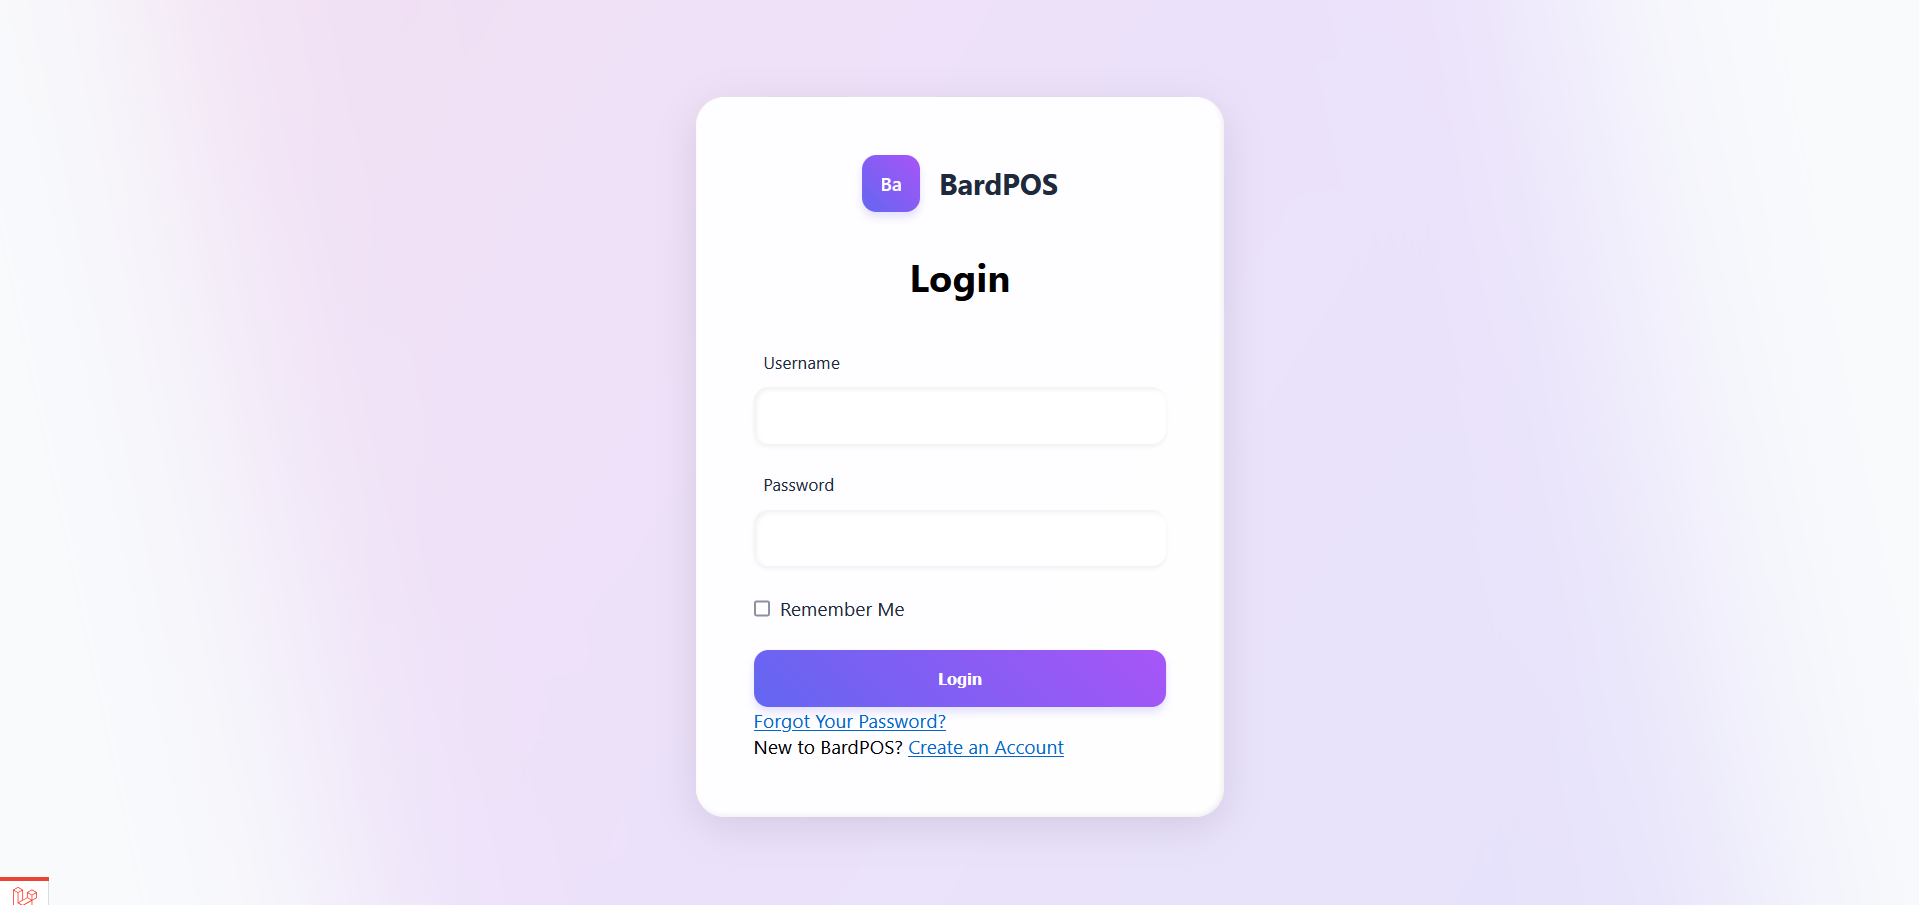 Ba BardPOS
Login
Username
Password
Remember Me
Login
Forgot Your Password?
New to BardPOS? Create an Account